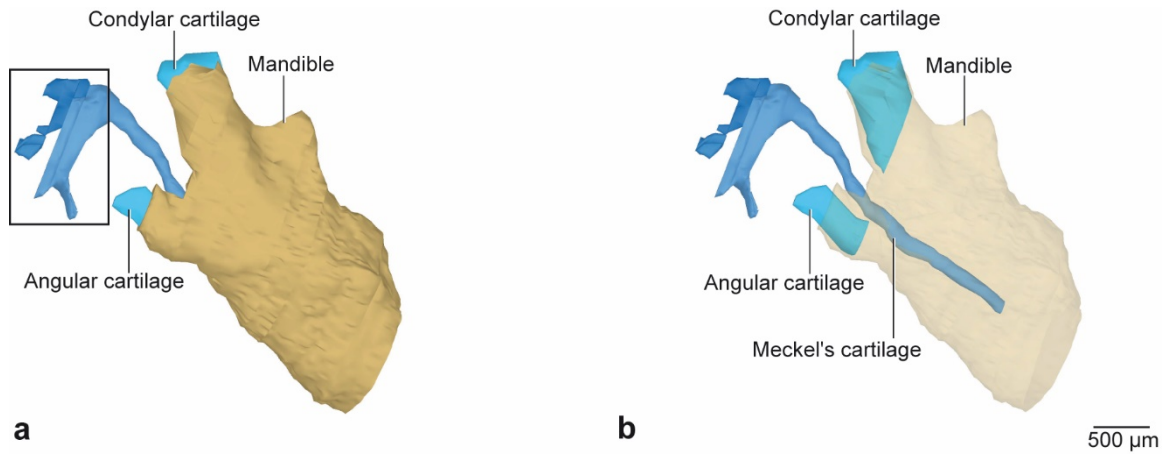 Condylar cartilage
Mandible
Angular cartilage
a
Condylar cartilage
Mandible
Angular cartilage
Meckel's cartilage
b
500 µm